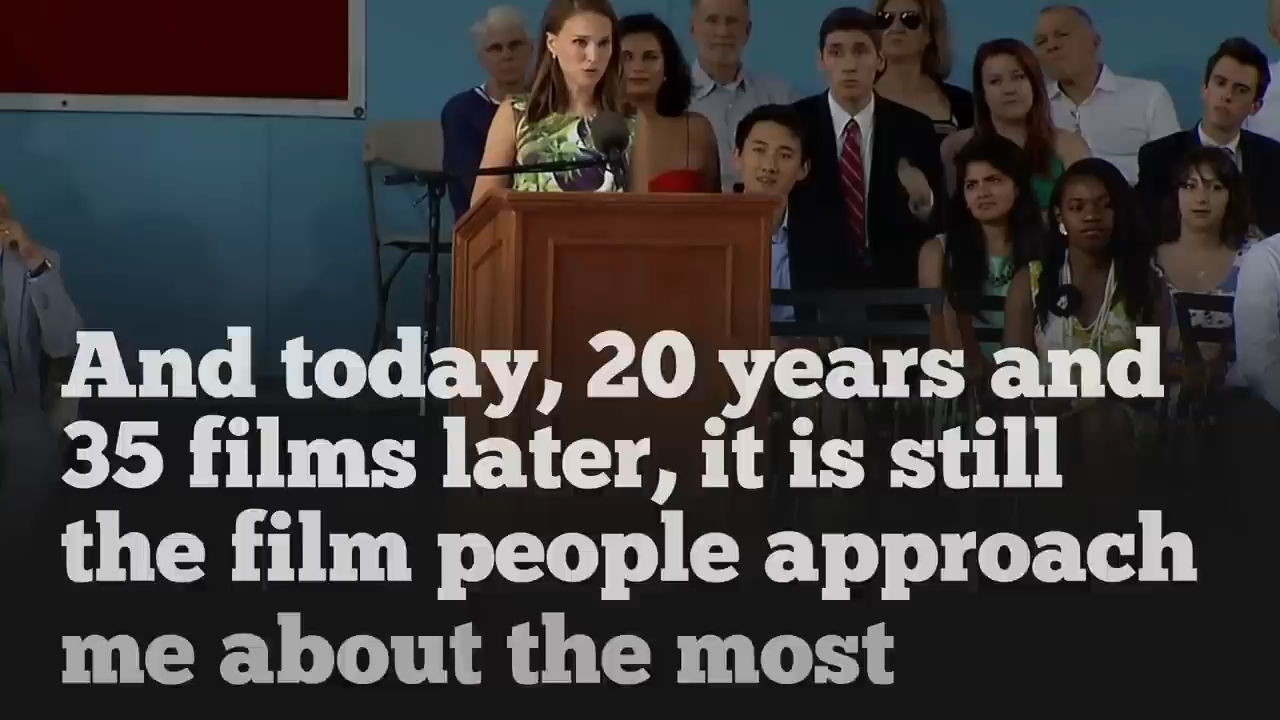 And today, 20 years and
35 films later, it is still
the film people approach
me about the most